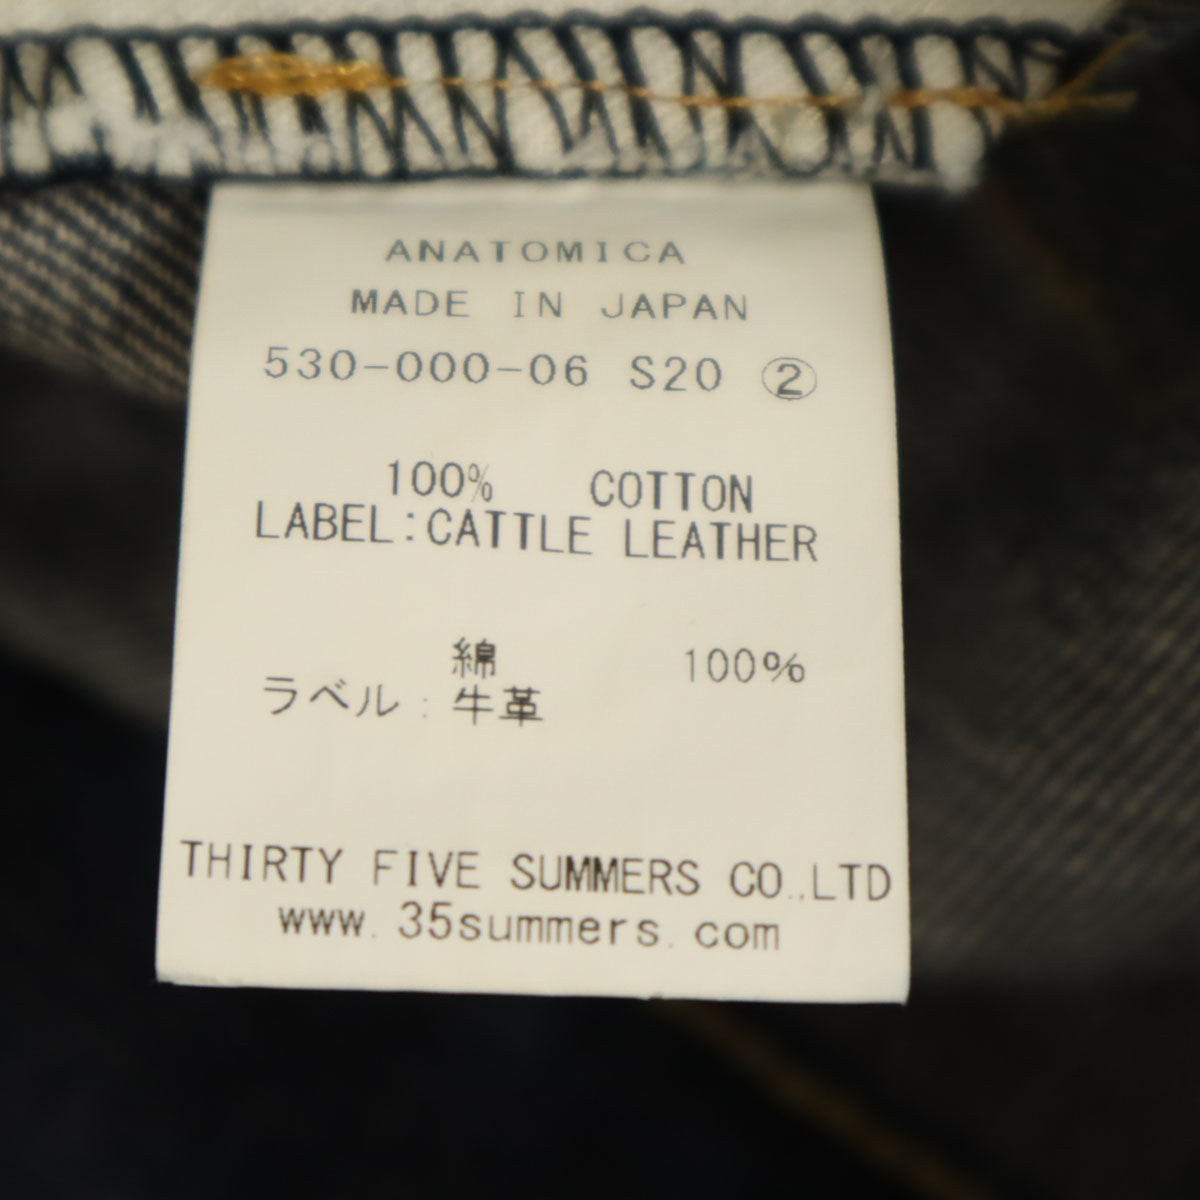 ANATOMICA
MADE IN JAPAN
530-000-06 S20 ②
100% COTTON
LABEL:CATTLE LEATHER
綿 100%
ラベル:牛革
THIRTY FIVE SUMMERS CO.,LTD
www.35summers.com